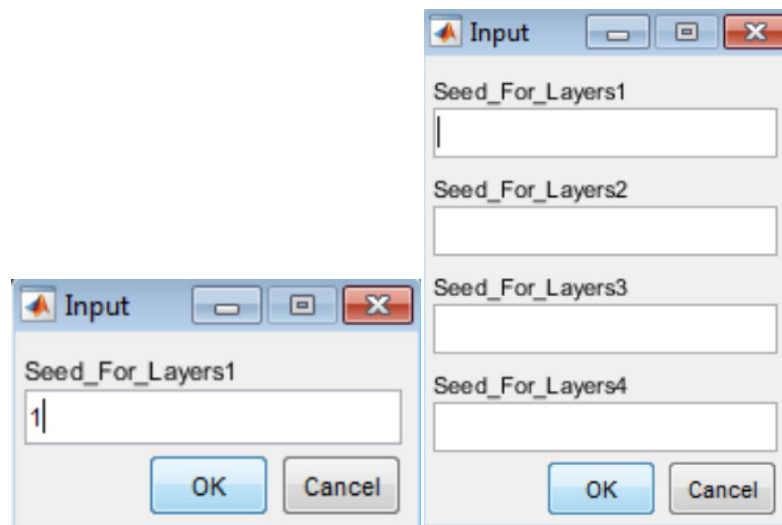 Input
Seed_For_Layers1
1
OK Cancel
Input
Seed_For_Layers1
Seed_For_Layers2
Seed_For_Layers3
Seed_For_Layers4
OK Cancel